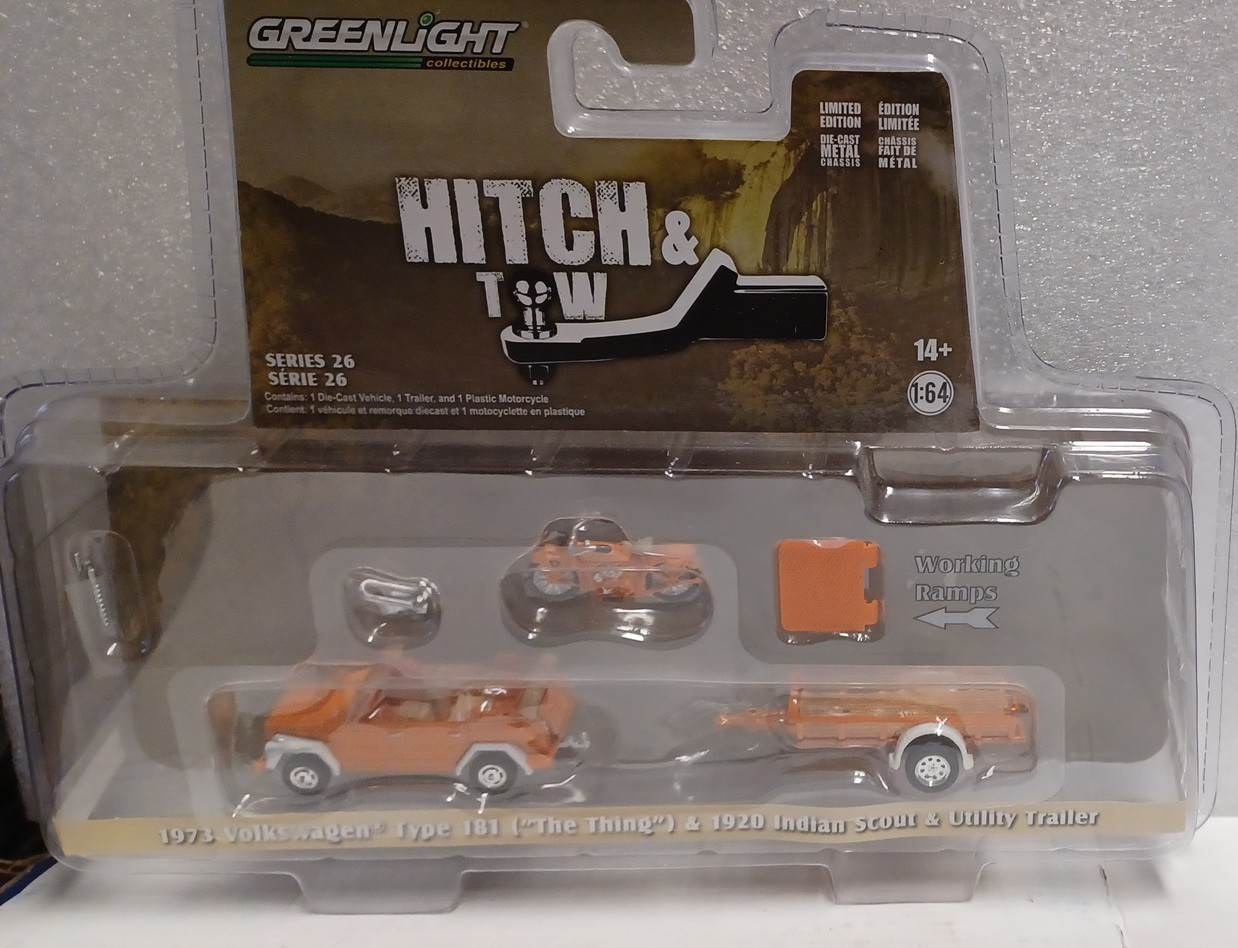 GREENLiGHT
collectibles
LIMITED EDITION
DIE-CAST METAL CHASSIS
ÉDITION LIMITÉE
CHÂSSIS FAIT DE MÉTAL
HITCH &
TOW
SERIES 26
SÉRIE 26
Contains: 1 Die-Cast Vehicle, 1 Trailer, and 1 Plastic Motorcycle
Contient: 1 véhicule et remorque diecast et 1 motocyclette en plastique
14+
1:64
Working
Ramps
1973 Volkswagen® Type 181 ("The Thing") & 1920 Indian Scout & Utility Trailer